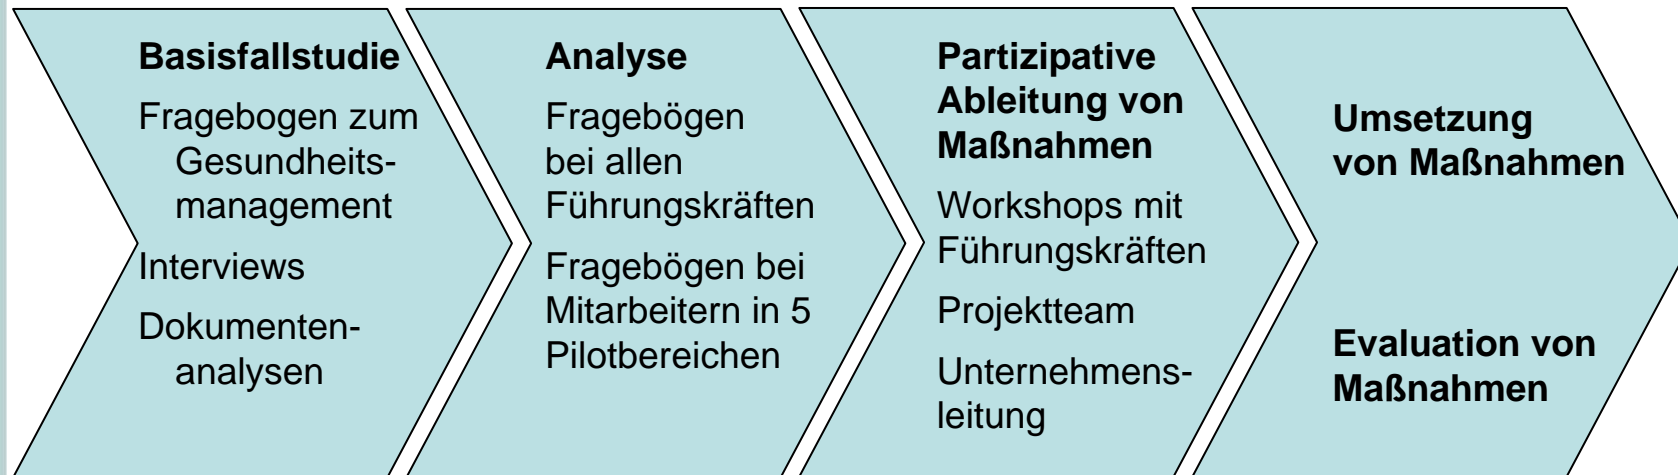 Basisfallstudie
Fragebogen zum
Gesundheits-
management
Interviews
Dokumenten-
analysen
Analyse
Fragebögen
bei allen
Führungskräften
Fragebögen bei
Mitarbeitern in 5
Pilotbereichen
Partizipative
Ableitung von
Maßnahmen
Workshops mit
Führungskräften
Projektteam
Unternehmens-
leitung
Umsetzung
von Maßnahmen
Evaluation von
Maßnahmen